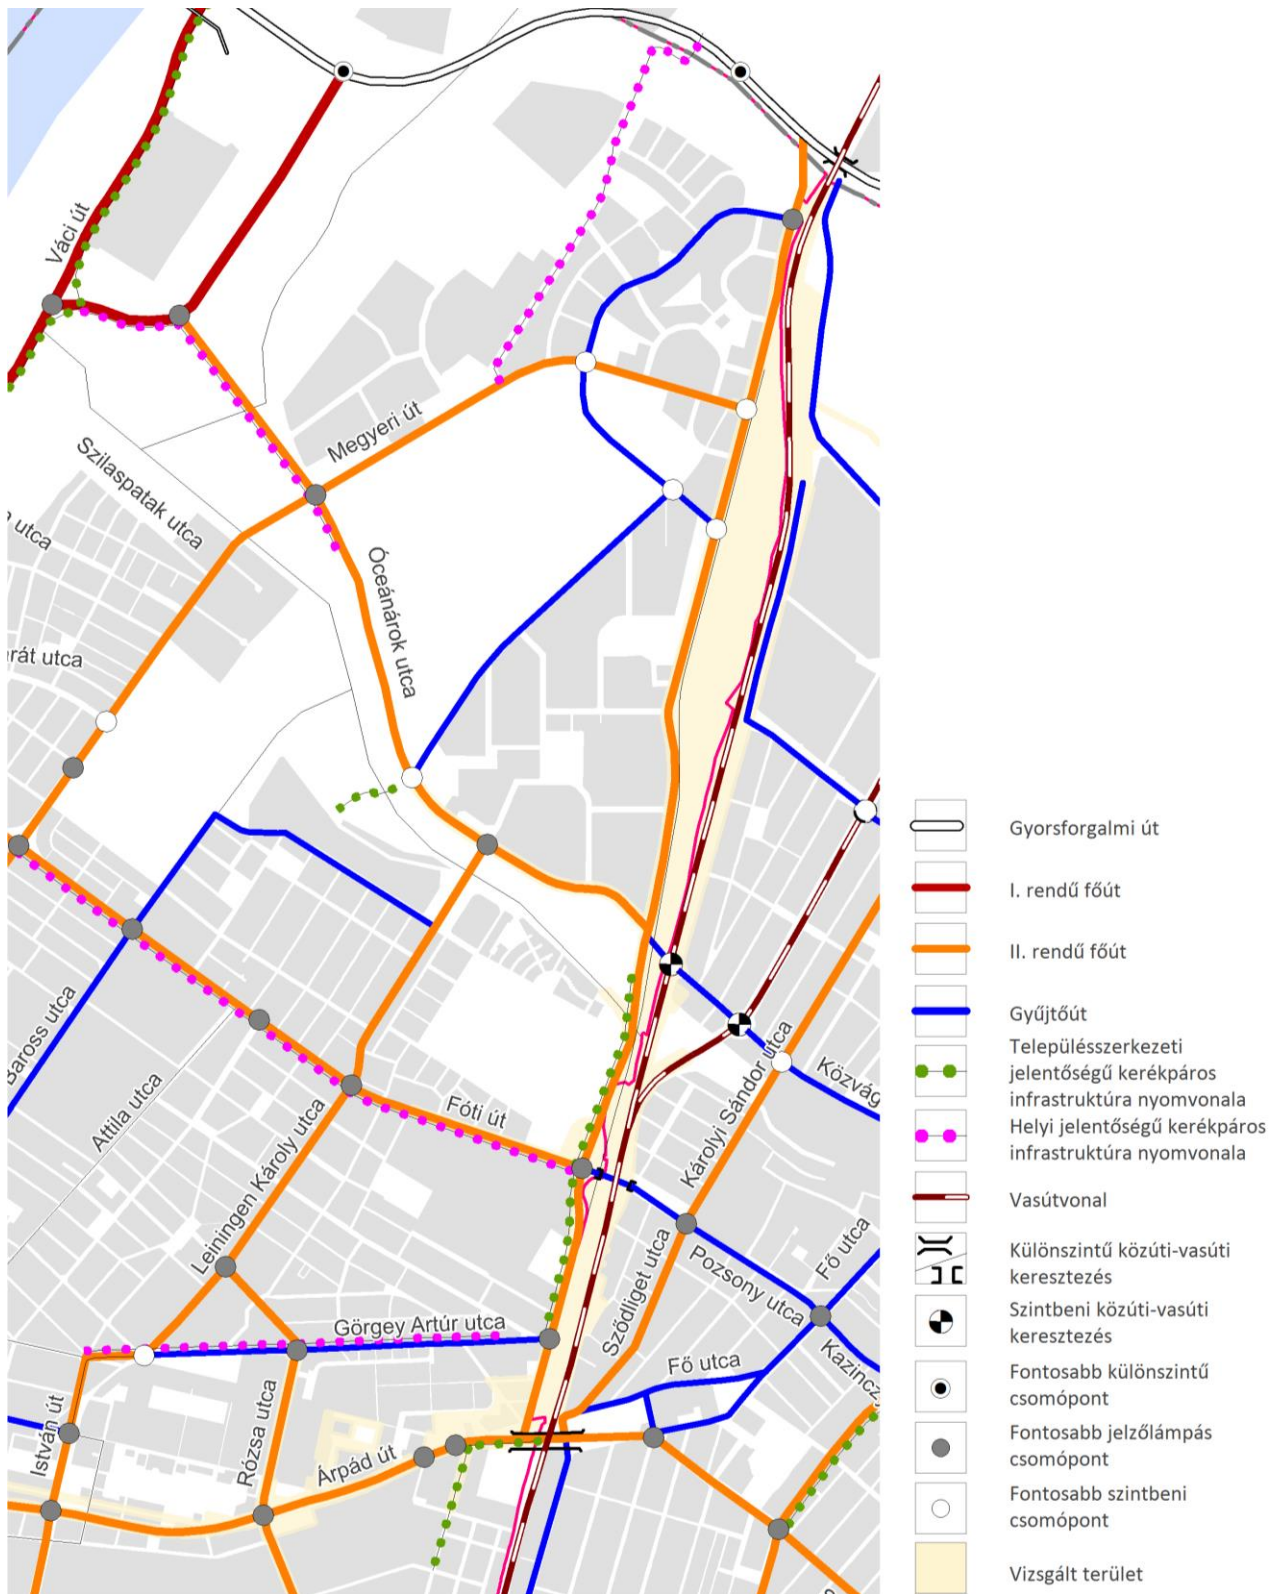 Váci út
Megyeri út
Szilaspatak utca
utca
Óceánárok utca
rát utca
Baross utca
Attila utca
Leiningen Károly utca
Fóti út
Károlyi Sándor utca
Közvág
Sződliget utca
Pozsony utca
Fő utca
Görgey Artúr utca
Fő utca
Kazinczy
István út
Rózsa utca
Árpád út
Gyorsforgalmi út
I. rendű főút
II. rendű főút
Gyűjtőút
Településszerkezeti
jelentőségű kerékpáros
infrastruktúra nyomvonala
Helyi jelentőségű kerékpáros
infrastruktúra nyomvonala
Vasútvonal
Különszintű közúti-vasúti
keresztezés
Szintbeni közúti-vasúti
keresztezés
Fontosabb különszintű
csomópont
Fontosabb jelzőlámpás
csomópont
Fontosabb szintbeni
csomópont
Vizsgált terület